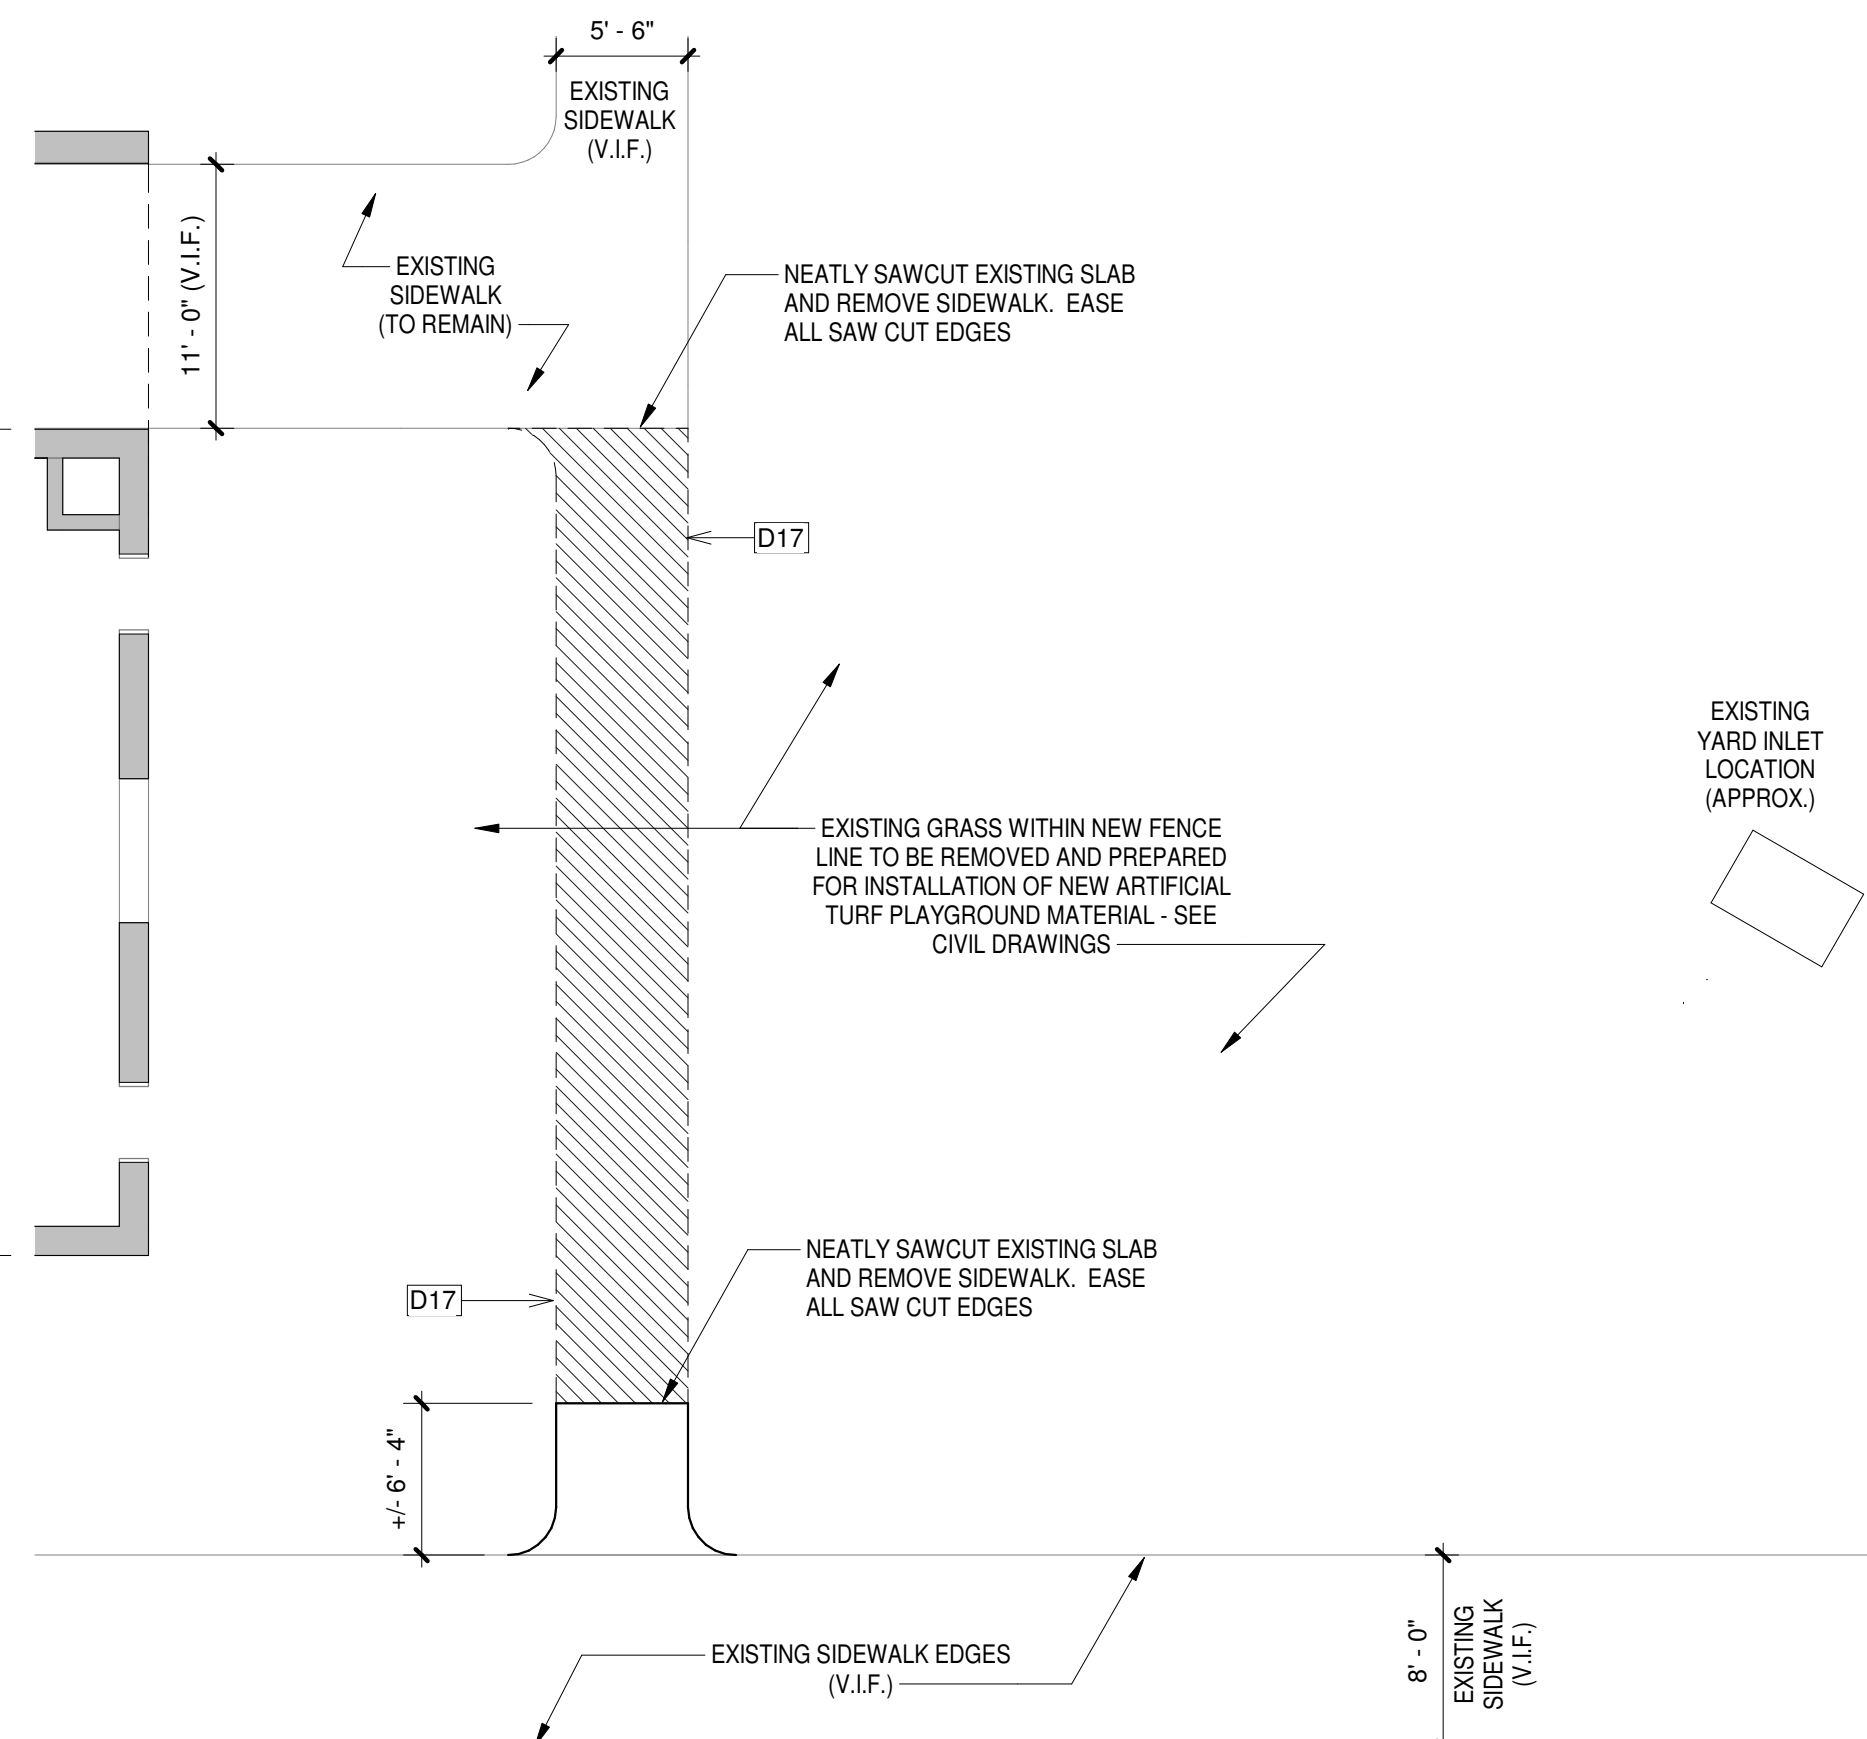 5' - 6"
EXISTING
SIDEWALK
(V.I.F.)
11' - 0" (V.I.F.)
EXISTING
SIDEWALK
(TO REMAIN)
NEATLY SAWCUT EXISTING SLAB
AND REMOVE SIDEWALK.  EASE
ALL SAW CUT EDGES
D17
EXISTING
YARD INLET
LOCATION
(APPROX.)
EXISTING GRASS WITHIN NEW FENCE
LINE TO BE REMOVED AND PREPARED
FOR INSTALLATION OF NEW ARTIFICIAL
TURF PLAYGROUND MATERIAL - SEE
CIVIL DRAWINGS
NEATLY SAWCUT EXISTING SLAB
AND REMOVE SIDEWALK.  EASE
ALL SAW CUT EDGES
D17
+/- 6' - 4"
EXISTING SIDEWALK EDGES
(V.I.F.)
8' - 0"
EXISTING
SIDEWALK
(V.I.F.)